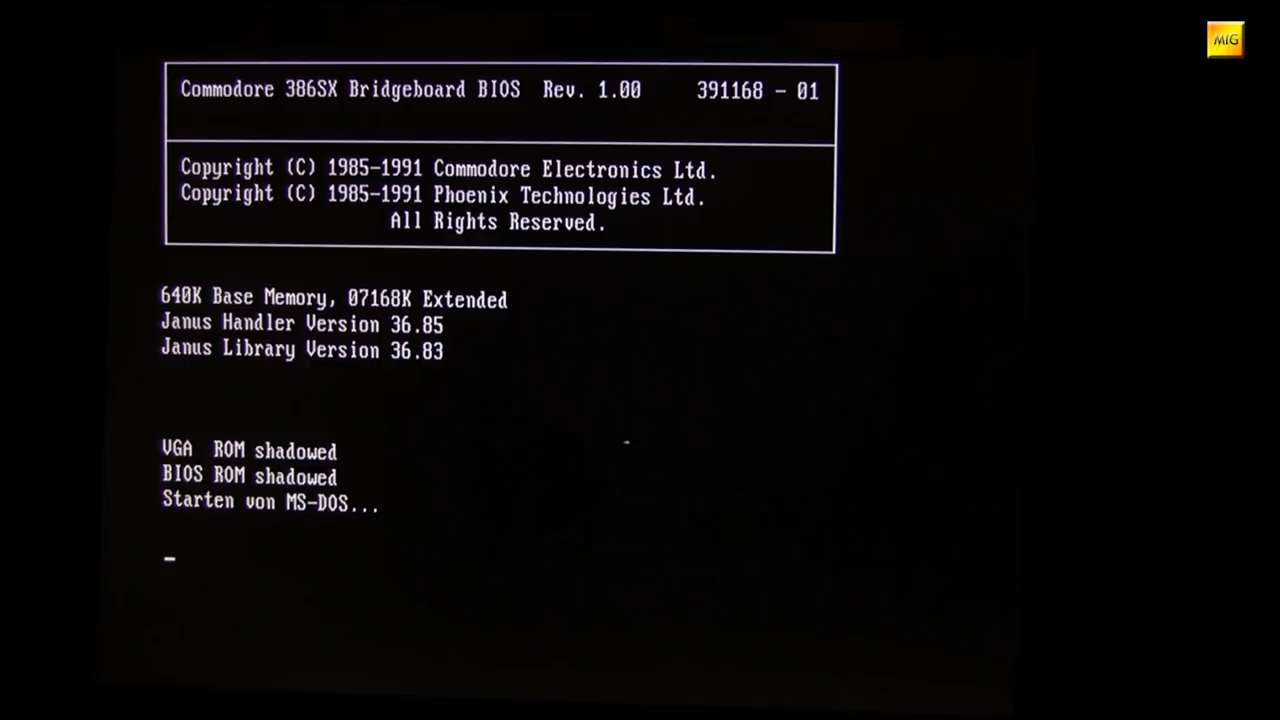 MIG
Commodore 386SX Bridgeboard BIOS Rev. 1.00 391168 - 01
Copyright (C) 1985-1991 Commodore Electronics Ltd.
Copyright (C) 1985-1991 Phoenix Technologies Ltd.
All Rights Reserved.
640K Base Memory, 07168K Extended
Janus Handler Version 36.85
Janus Library Version 36.83
VGA ROM shadowed
BIOS ROM shadowed
Starten von MS-DOS...